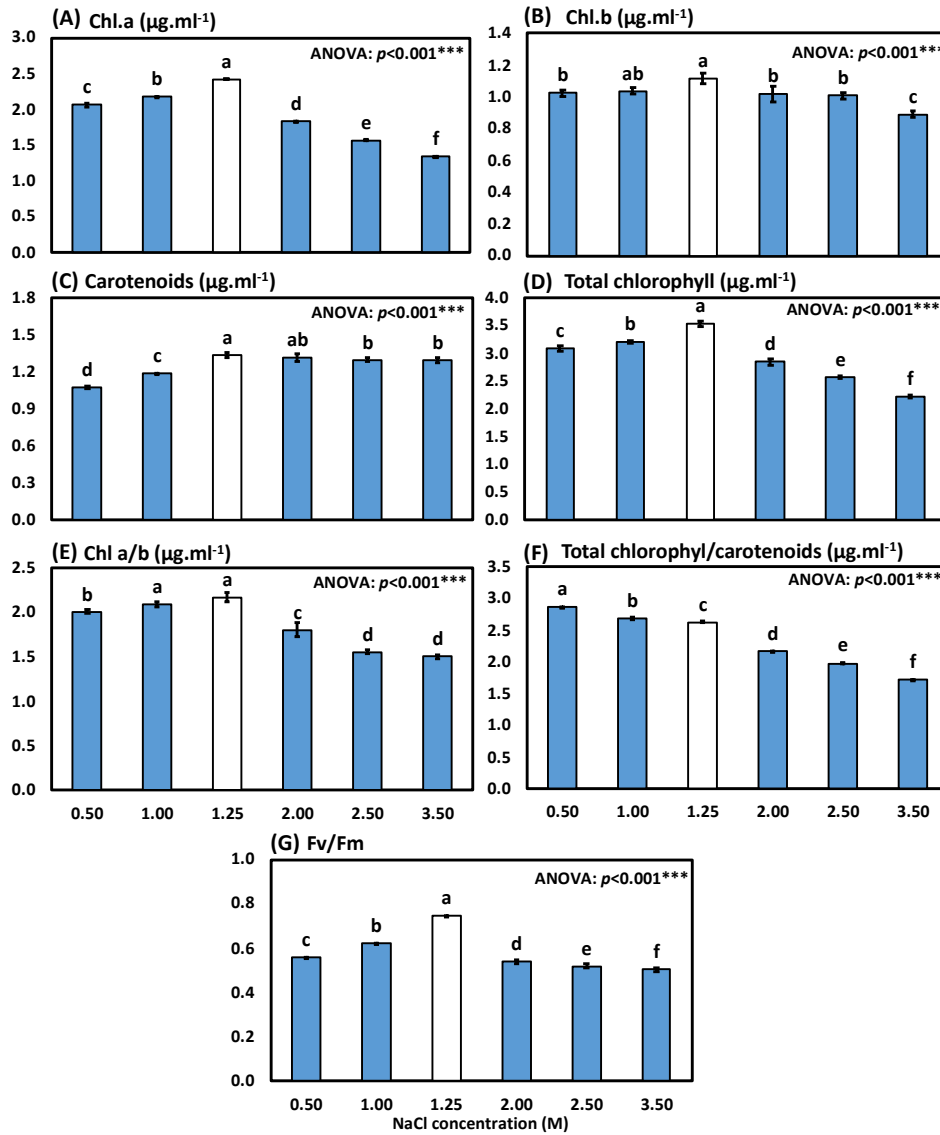 (A) Chl.a (µg.ml⁻¹)
ANOVA: p<0.001***
3.0
2.5
2.0
1.5
1.0
0.5
0.0
c b a d e f
(B) Chl.b (µg.ml⁻¹)
ANOVA: p<0.001***
1.4
1.2
1.0
0.8
0.6
0.4
0.2
0.0
b ab a b b c
(C) Carotenoids (µg.ml⁻¹)
ANOVA: p<0.001***
1.8
1.5
1.2
0.9
0.6
0.3
0.0
d c a ab b b
(D) Total chlorophyll (µg.ml⁻¹)
ANOVA: p<0.001***
4.0
3.5
3.0
2.5
2.0
1.5
1.0
0.5
0.0
c b a d e f
(E) Chl a/b (µg.ml⁻¹)
ANOVA: p<0.001***
2.5
2.0
1.5
1.0
0.5
0.0
b a a c d d
0.50 1.00 1.25 2.00 2.50 3.50
(F) Total chlorophyl/carotenoids (µg.ml⁻¹)
ANOVA: p<0.001***
3.5
3.0
2.5
2.0
1.5
1.0
0.5
0.0
a b c d e f
0.50 1.00 1.25 2.00 2.50 3.50
(G) Fv/Fm
ANOVA: p<0.001***
1.0
0.8
0.6
0.4
0.2
0.0
c b a d e f
0.50 1.00 1.25 2.00 2.50 3.50
NaCl concentration (M)